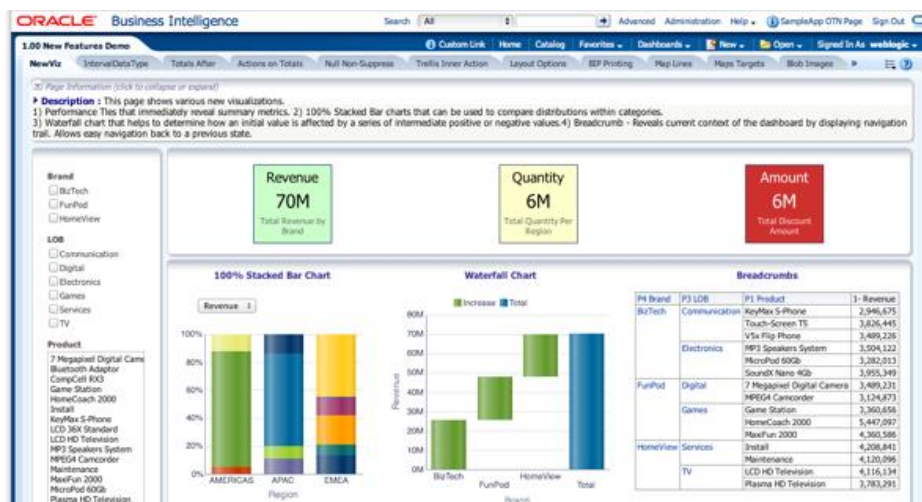 ORACLE Business Intelligence
Search All Advanced Administration Help SampleApp OTN Page Sign Out
1.00 New Features Demo
Custom Link Home Catalog Favorites Dashboards New Open Signed In As weblogic
NewViz IntervalDataType Totals After Actions on Totals Null Non-Suppress Trellis Inner Action Layout Options BIP Printing Map Lines Maps Targets Blob Images
Page Information (click to collapse or expand)
Description : This page shows various new visualizations.
1) Performance Tles that immediately reveal summary metrics. 2) 100% Stacked Bar charts that can be used to compare distributions within categories.
3) Waterfall chart that helps to determine how an initial value is affected by a series of intermediate positive or negative values.4) Breadcrumb - Reveals current context of the dashboard by displaying navigation
trail. Allows easy navigation back to a previous state.
Brand
BizTech
FunPod
HomeView
LOB
Communication
Digital
Electronics
Games
Services
TV
Product
7 Megapixel Digital Came
Bluetooth Adaptor
CompCell RX3
Game Station
HomeCoach 2000
Install
KeyMax S-Phone
LCD 36X Standard
LCD HD Television
MP3 Speakers System
MPEG4 Camcorder
Maintenance
MaxiFun 2000
MicroPod 60Gb
Plasma HD Television
Revenue
70M
Total Revenue by
Brand
Quantity
6M
Total Quantity Per
Region
Amount
6M
Total Discount
Amount
100% Stacked Bar Chart
Revenue
100%
80%
60%
40%
20%
0%
AMERICAS APAC EMEA
Region
Waterfall Chart
Increase Total
80M
70M
60M
50M
40M
30M
20M
10M
0M
Revenue
BizTech FunPod HomeView Total
Brand
Breadcrumbs
P4 Brand P3 LOB P1 Product 1- Revenue
BizTech Communication KeyMax S-Phone 2,946,675
Touch-Screen T5 3,826,445
V5x Flip Phone 3,489,226
Electronics MP3 Speakers System 3,504,122
MicroPod 60Gb 3,282,013
SoundX Nano 4Gb 3,955,349
FunPod Digital 7 Megapixel Digital Camera 3,489,231
MPEG4 Camcorder 3,124,873
Games Game Station 3,360,656
HomeCoach 2000 5,447,097
MaxiFun 2000 4,360,586
HomeView Services Install 4,208,841
Maintenance 4,120,096
TV LCD HD Television 4,116,134
Plasma HD Television 3,783,291